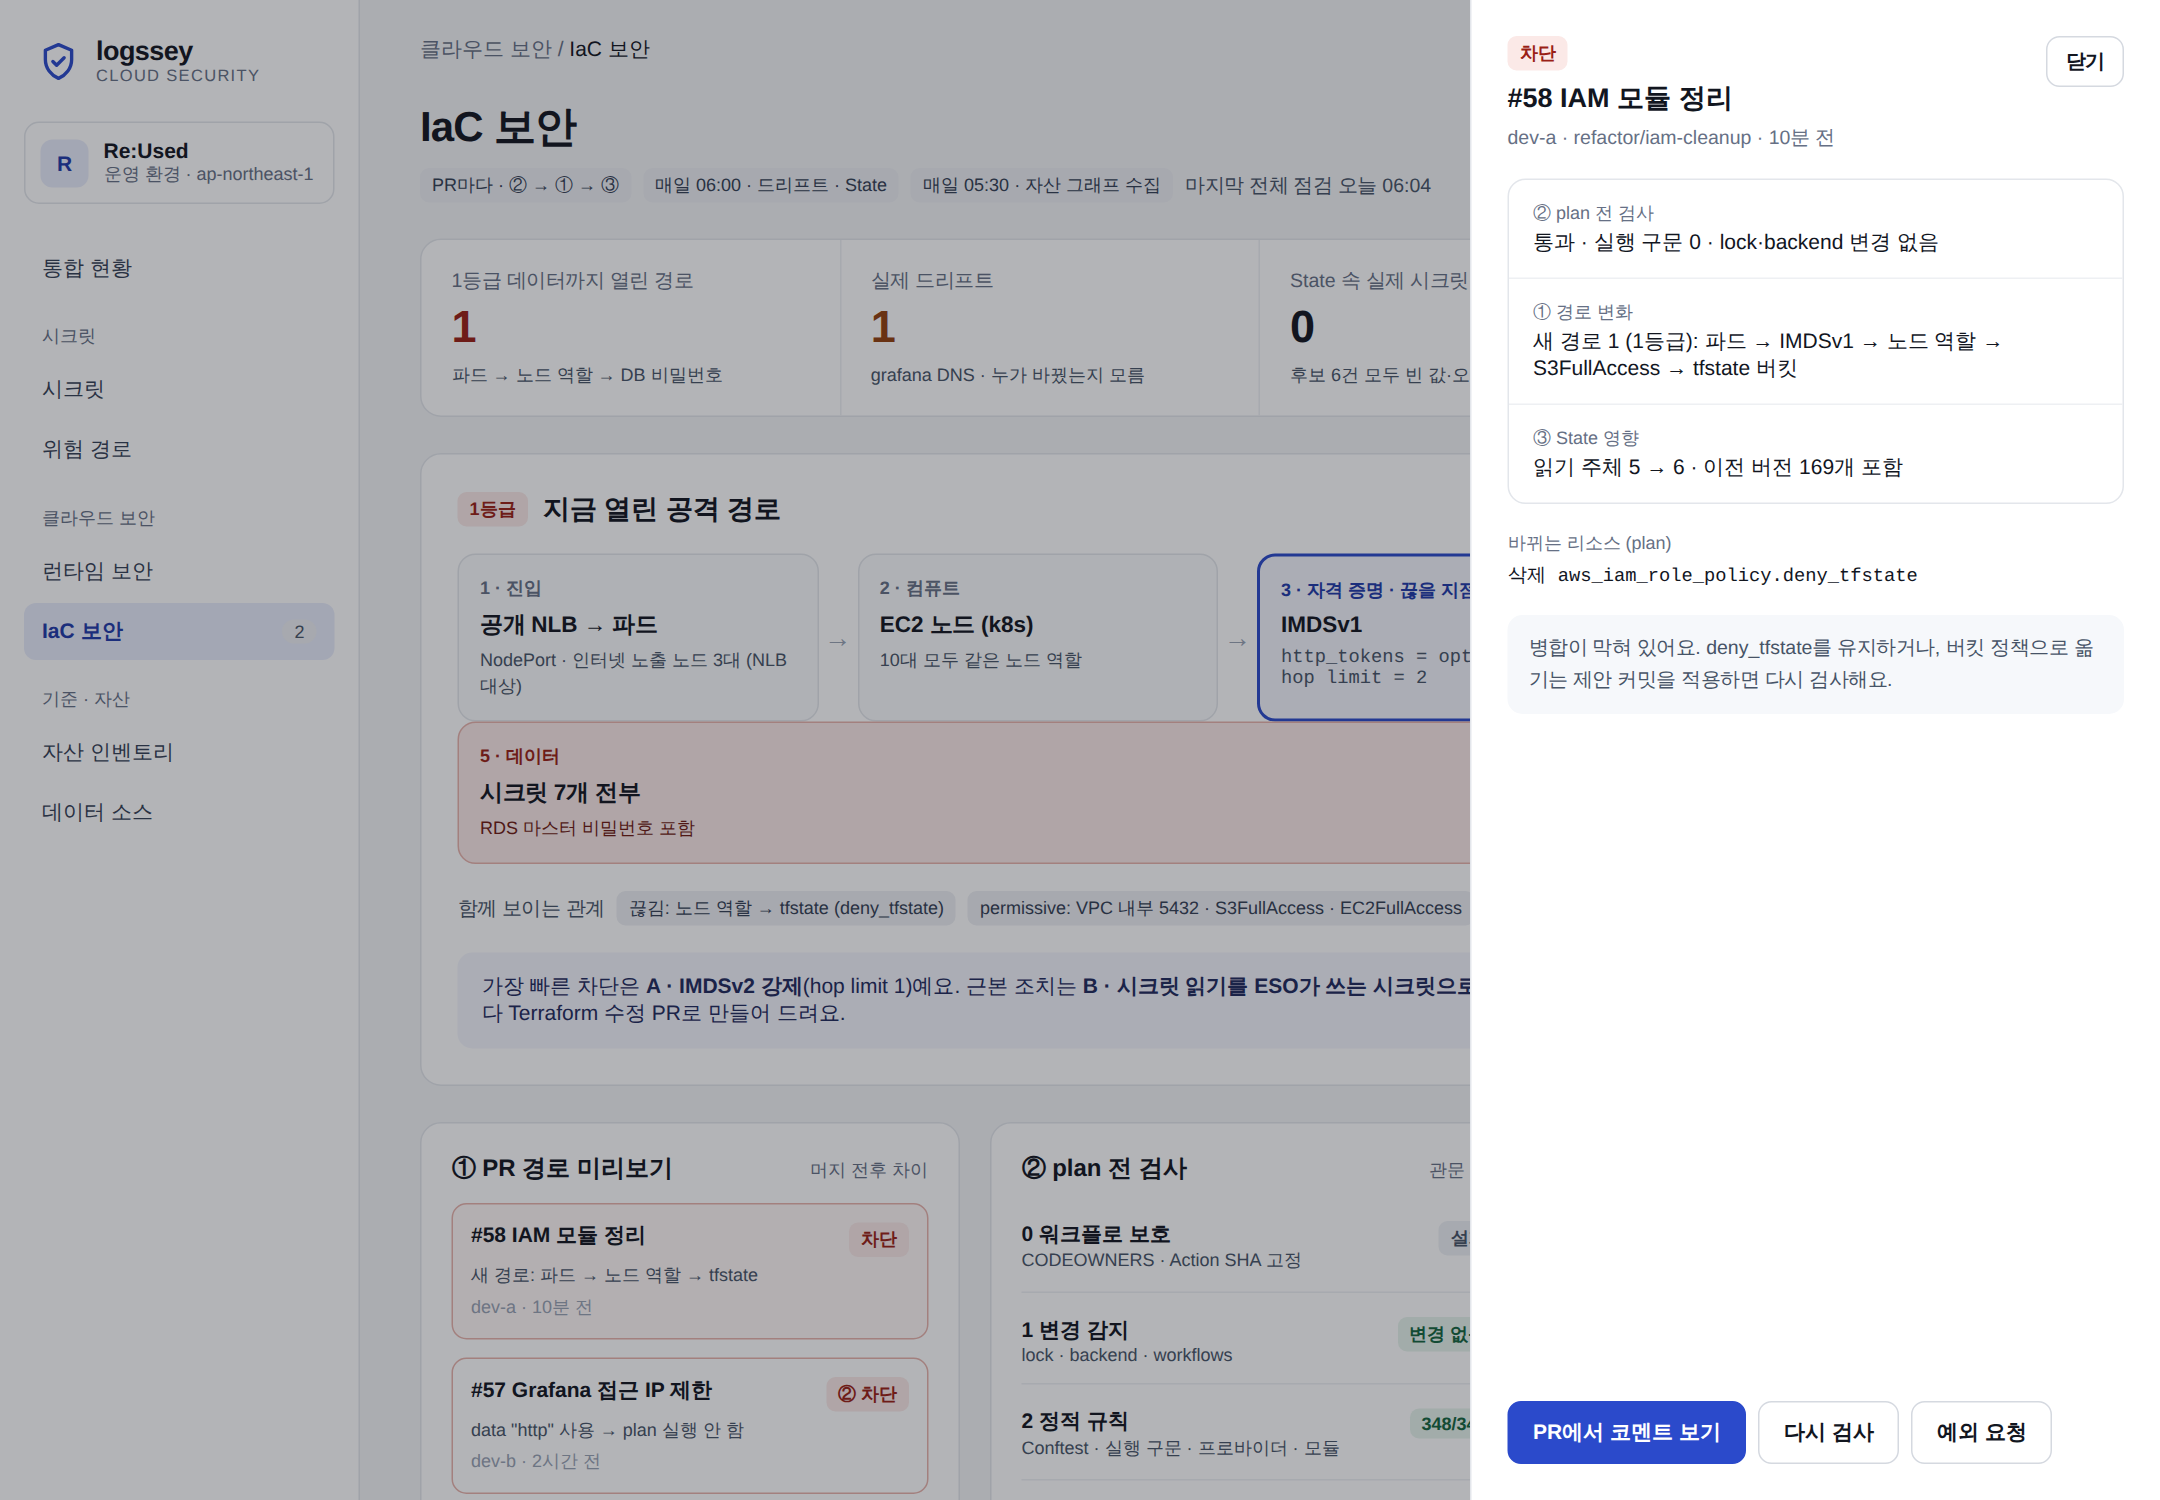 logssey
CLOUD SECURITY
R
Re:Used
운영 환경 · ap-northeast-1
통합 현황
시크릿
시크릿
위험 경로
클라우드 보안
런타임 보안
IaC 보안
2
기준 · 자산
자산 인벤토리
데이터 소스
클라우드 보안 / IaC 보안
IaC 보안
PR마다 · ② → ① → ③
매일 06:00 · 드리프트 · State
매일 05:30 · 자산 그래프 수집
마지막 전체 점검 오늘 06:04
1등급 데이터까지 열린 경로
1
파드 → 노드 역할 → DB 비밀번호
실제 드리프트
1
grafana DNS · 누가 바꿨는지 모름
State 속 실제 시크릿
0
후보 6건 모두 빈 값·오
1등급
지금 열린 공격 경로
1 · 진입
공개 NLB → 파드
NodePort · 인터넷 노출 노드 3대 (NLB
대상)
→
2 · 컴퓨트
EC2 노드 (k8s)
10대 모두 같은 노드 역할
→
3 · 자격 증명 · 끊을 지점
IMDSv1
http_tokens = opt
hop limit = 2
5 · 데이터
시크릿 7개 전부
RDS 마스터 비밀번호 포함
함께 보이는 관계
끊김: 노드 역할 → tfstate (deny_tfstate)
permissive: VPC 내부 5432 · S3FullAccess · EC2FullAccess
가장 빠른 차단은 A · IMDSv2 강제(hop limit 1)예요. 근본 조치는 B · 시크릿 읽기를 ESO가 쓰는 시크릿으로
다 Terraform 수정 PR로 만들어 드려요.
① PR 경로 미리보기
머지 전후 차이
#58 IAM 모듈 정리
차단
새 경로: 파드 → 노드 역할 → tfstate
dev-a · 10분 전
#57 Grafana 접근 IP 제한
② 차단
data "http" 사용 → plan 실행 안 함
dev-b · 2시간 전
② plan 전 검사
관문
0 워크플로 보호
설
CODEOWNERS · Action SHA 고정
1 변경 감지
변경 없
lock · backend · workflows
2 정적 규칙
348/34
Conftest · 실행 구문 · 프로바이더 · 모듈
차단
닫기
#58 IAM 모듈 정리
dev-a · refactor/iam-cleanup · 10분 전
② plan 전 검사
통과 · 실행 구문 0 · lock·backend 변경 없음
① 경로 변화
새 경로 1 (1등급): 파드 → IMDSv1 → 노드 역할 →
S3FullAccess → tfstate 버킷
③ State 영향
읽기 주체 5 → 6 · 이전 버전 169개 포함
바뀌는 리소스 (plan)
삭제 aws_iam_role_policy.deny_tfstate
병합이 막혀 있어요. deny_tfstate를 유지하거나, 버킷 정책으로 옮
기는 제안 커밋을 적용하면 다시 검사해요.
PR에서 코멘트 보기
다시 검사
예외 요청